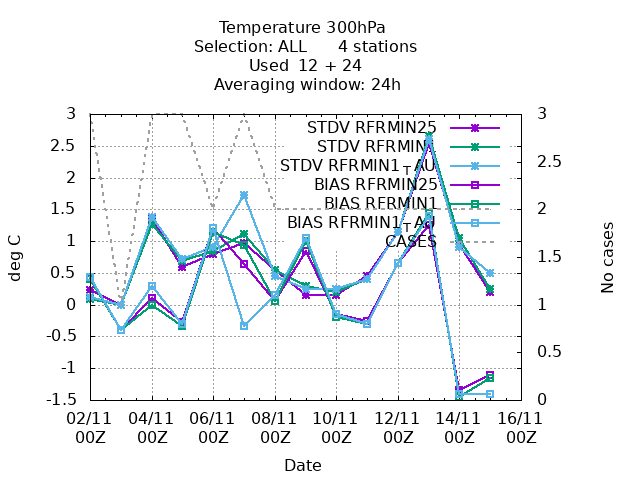 Temperature 300hPa
Selection: ALL 4 stations
Used 12 + 24
Averaging window: 24h
STDV RFRMIN25
STDV RFRMIN1
STDV RFRMIN1┬AU
BIAS RFRMIN25
BIAS RFRMIN1
BIAS RFRMIN1┬AU
CASES
3
2.5
2
1.5
1
0.5
0
-0.5
-1
-1.5
deg C
3
2.5
2
1.5
1
0.5
0
No cases
02/11 04/11 06/11 08/11 10/11 12/11 14/11 16/11
00Z 00Z 00Z 00Z 00Z 00Z 00Z 00Z
Date